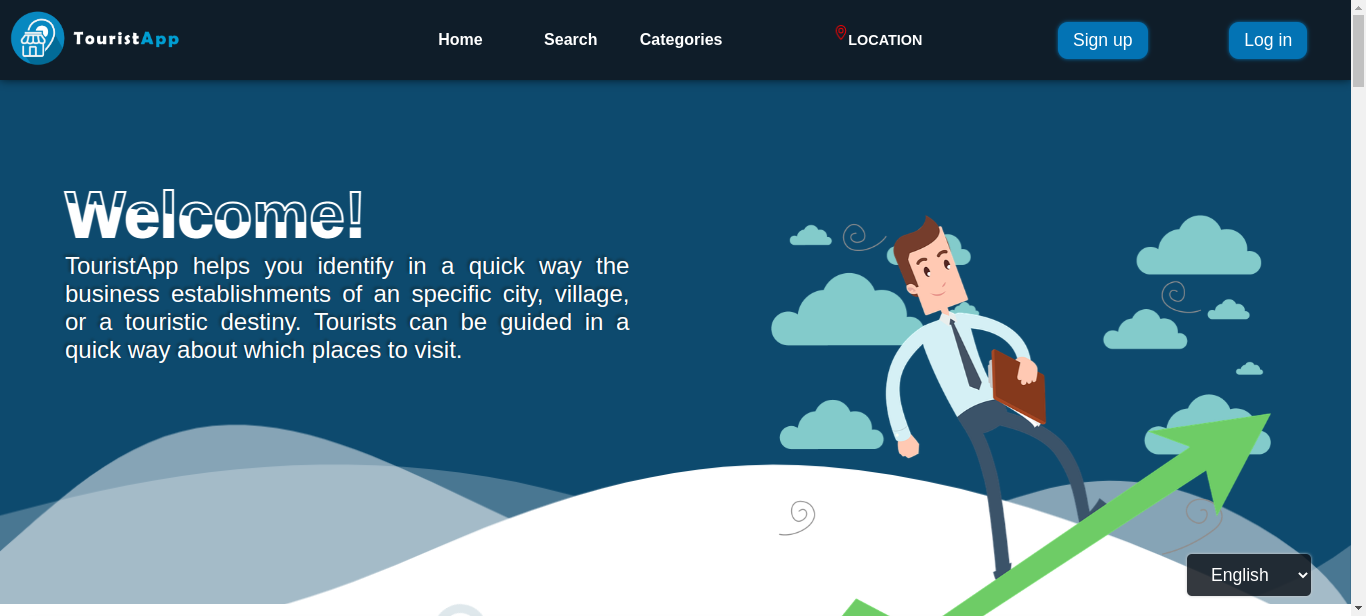 TouristApp
Home Search Categories LOCATION Sign up Log in
Welcome!
TouristApp helps you identify in a quick way the
business establishments of an specific city, village,
or a touristic destiny. Tourists can be guided in a
quick way about which places to visit.
English